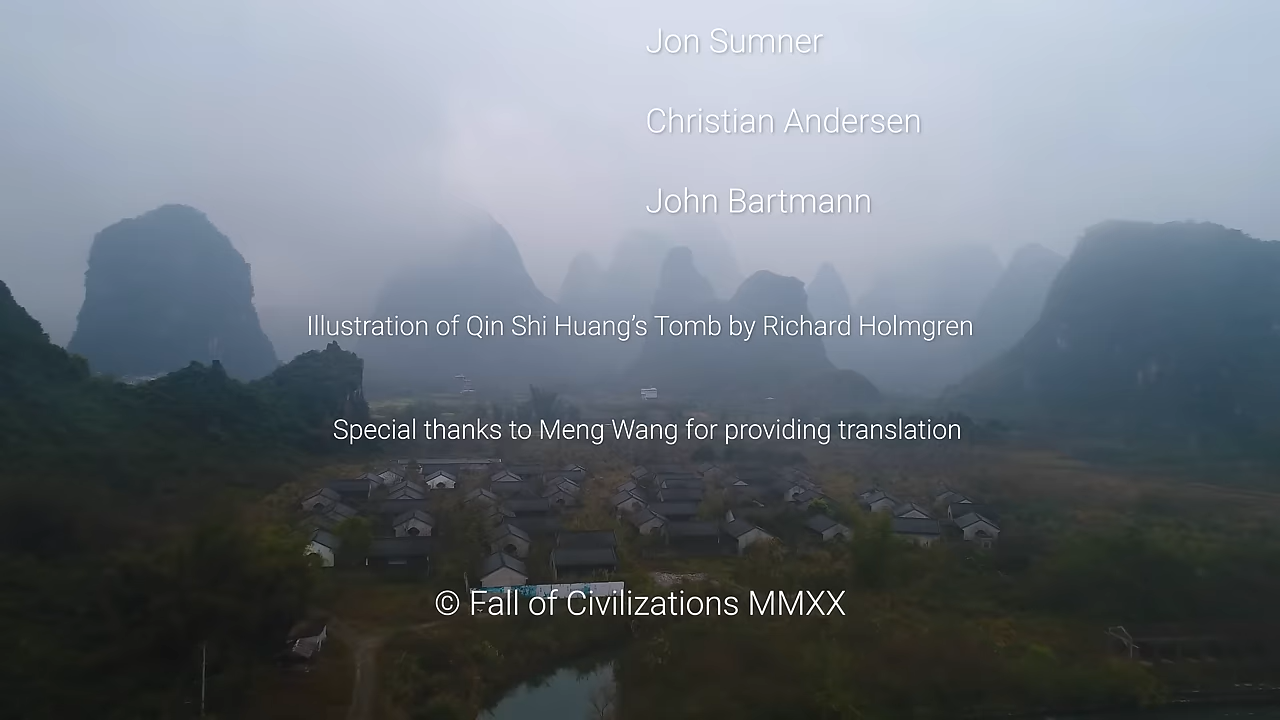 Jon Sumner
Christian Andersen
John Bartmann
Illustration of Qin Shi Huang’s Tomb by Richard Holmgren
Special thanks to Meng Wang for providing translation
© Fall of Civilizations MMXX